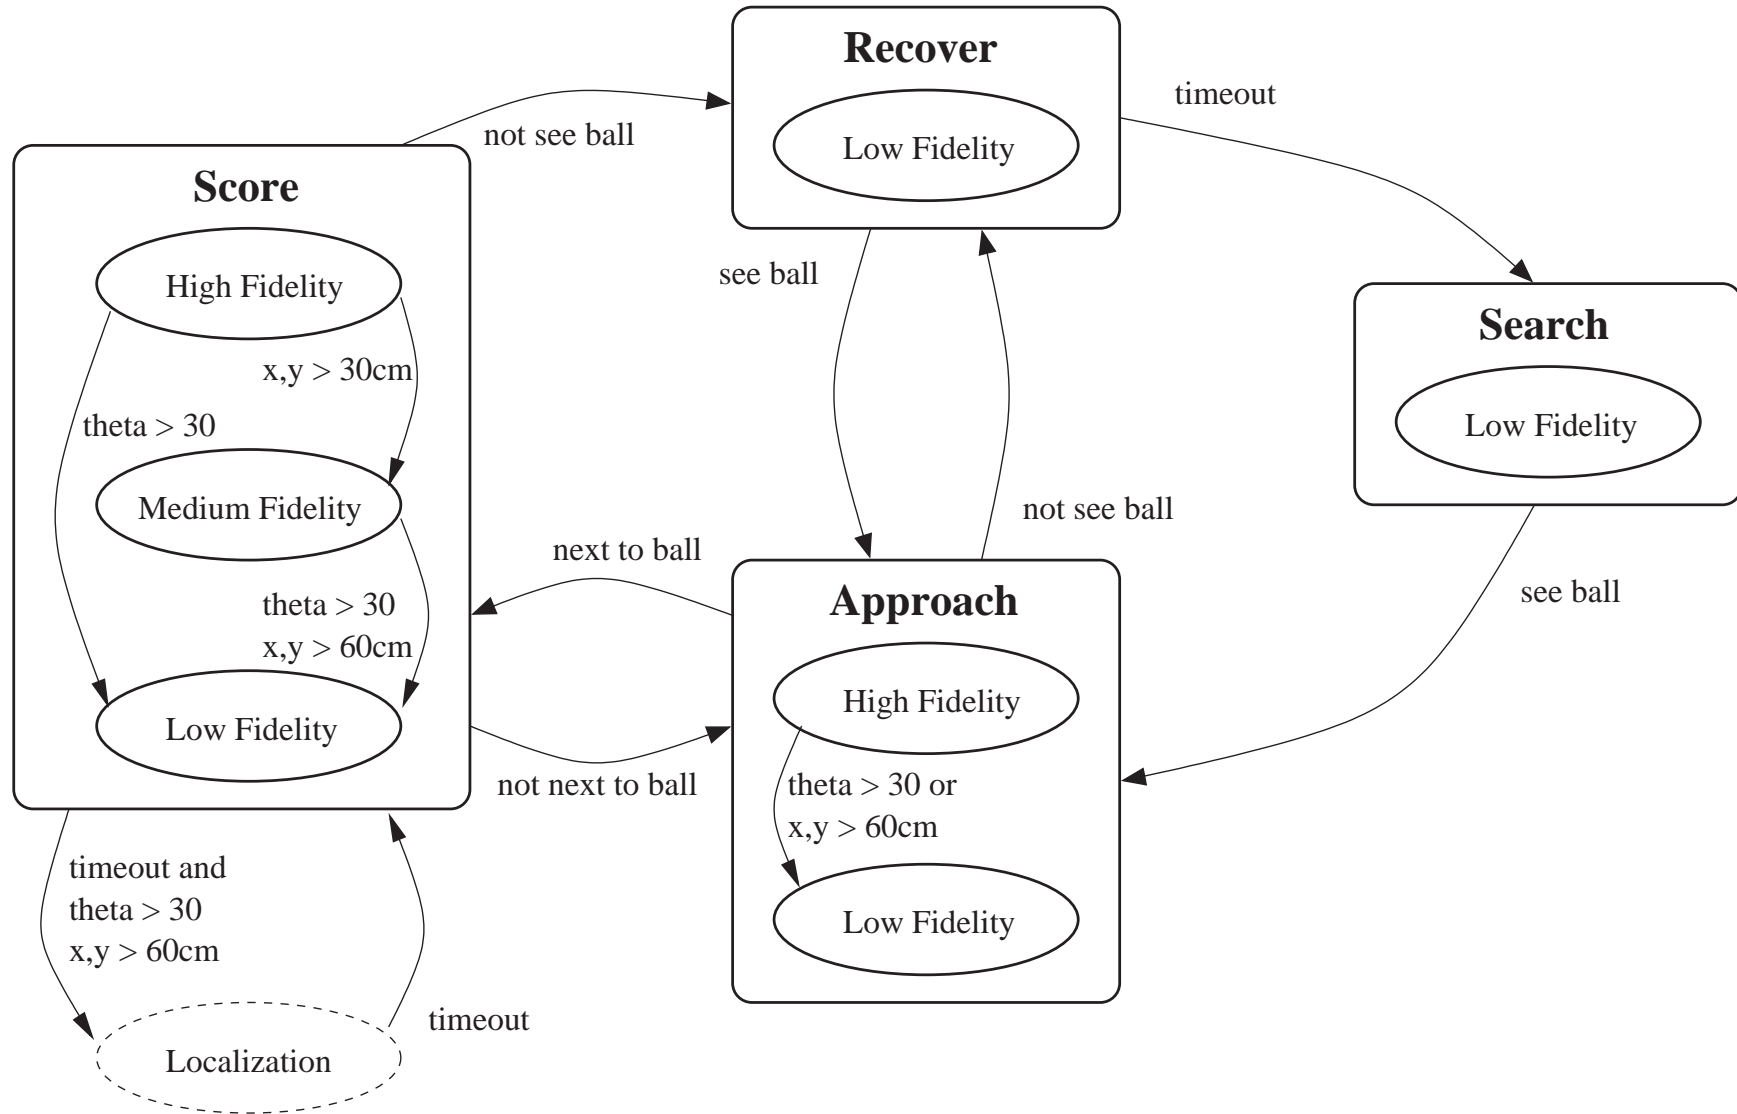 Recover
Low Fidelity
timeout
not see ball
Score
High Fidelity
x,y > 30cm
theta > 30
Medium Fidelity
theta > 30
x,y > 60cm
Low Fidelity
see ball
not see ball
Search
Low Fidelity
see ball
next to ball
not next to ball
Approach
High Fidelity
theta > 30 or
x,y > 60cm
Low Fidelity
timeout and
theta > 30
x,y > 60cm
timeout
Localization